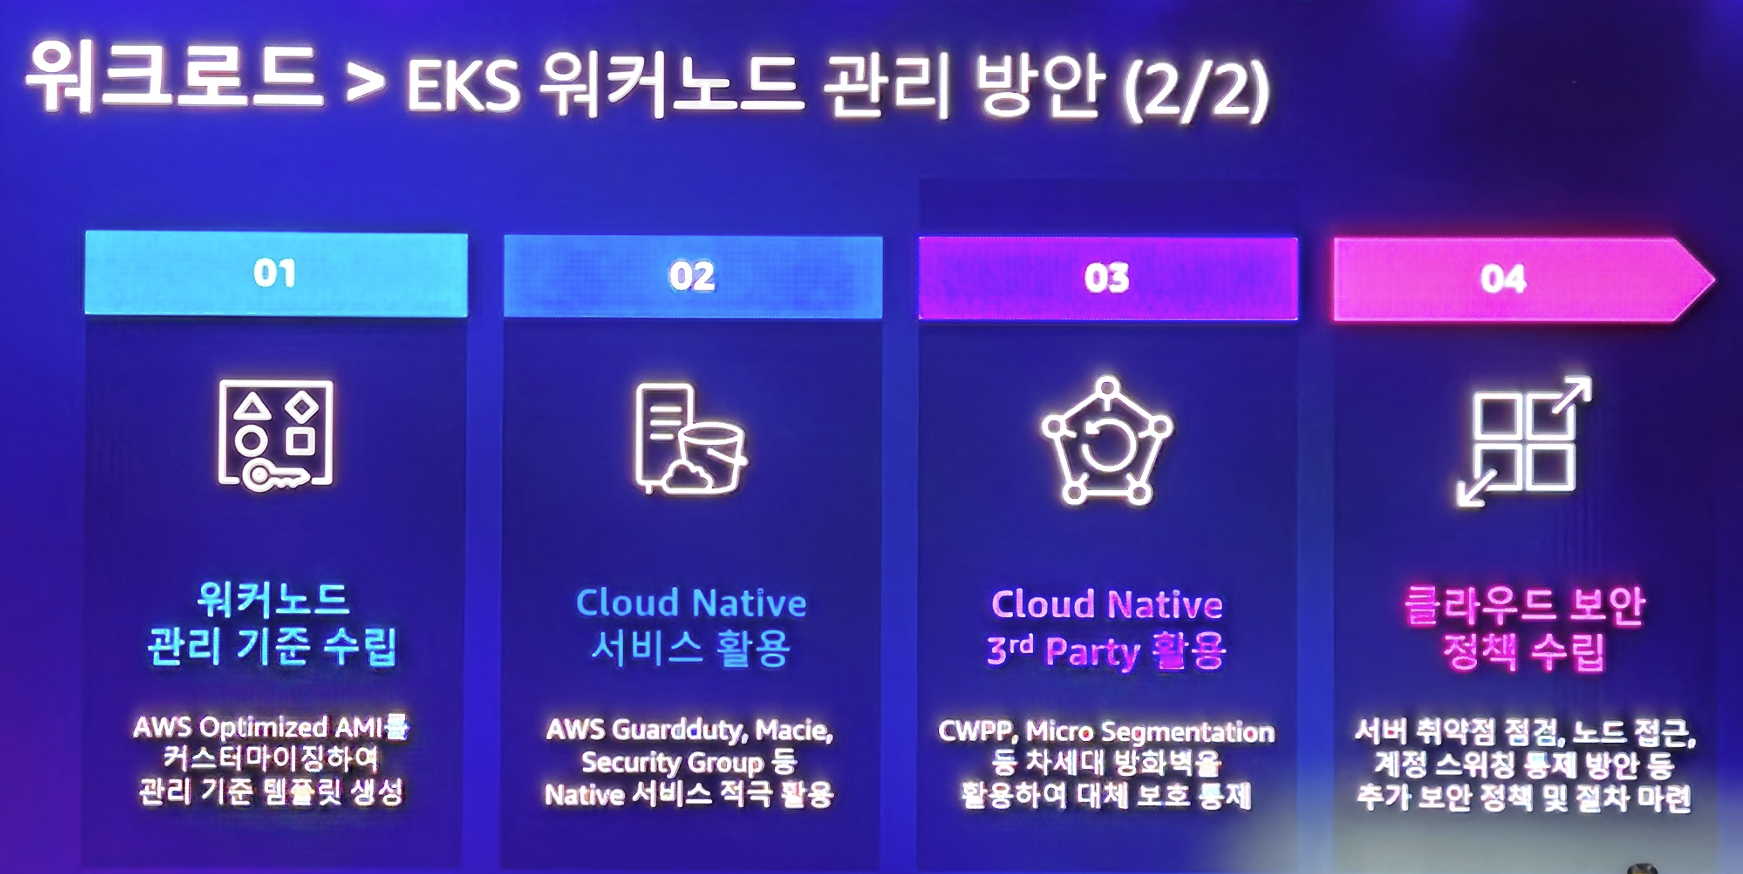 워크로드 > EKS 워커노드 관리 방안 (2/2)
01
워커노드
관리 기준 수립
AWS Optimized AMI를
커스터마이징하여
관리 기준 템플릿 생성
02
Cloud Native
서비스 활용
AWS Guardduty, Macie,
Security Group 등
Native 서비스 적극 활용
03
Cloud Native
3rd Party 활용
CWPP, Micro Segmentation
등 차세대 방화벽을
활용하여 대체 보호 통제
04
클라우드 보안
정책 수립
서버 취약점 점검, 노드 접근,
계정 스위칭 통제 방안 등
추가 보안 정책 및 절차 마련